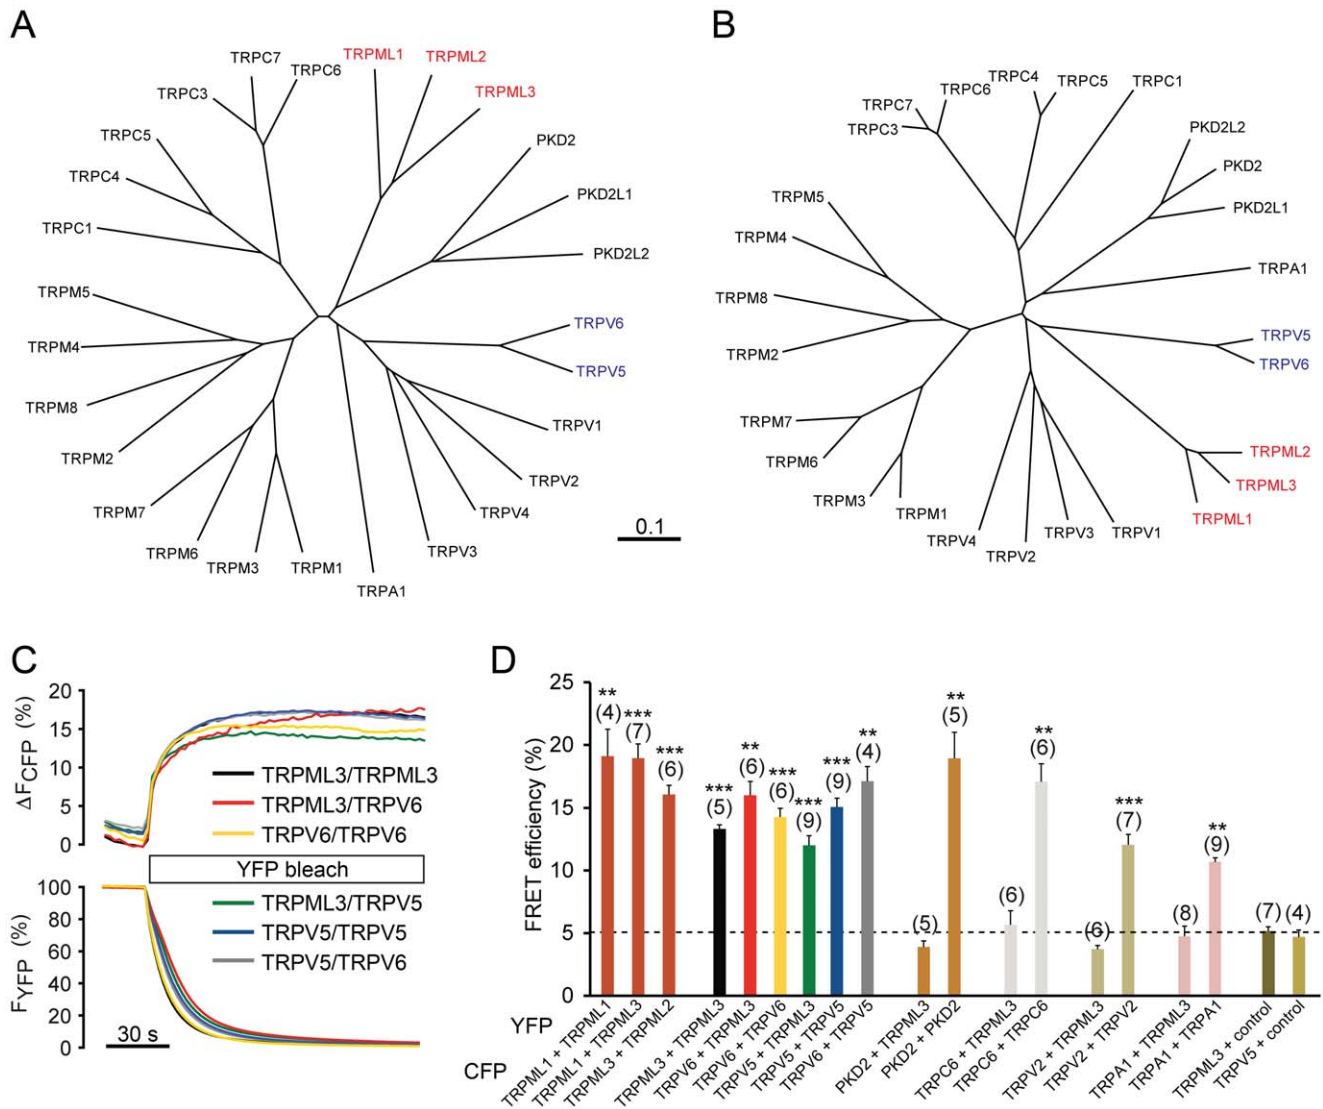 A
TRPC7
TRPC6
TRPML1
TRPML2
TRPML3
TRPC3
TRPC5
TRPC4
TRPC1
PKD2
PKD2L1
PKD2L2
TRPM5
TRPM4
TRPM8
TRPM2
TRPM7
TRPM6
TRPM3
TRPM1
TRPA1
TRPV3
TRPV4
TRPV2
TRPV1
TRPV5
TRPV6
0.1
B
TRPC4
TRPC5
TRPC1
TRPC6
TRPC7
TRPC3
PKD2L2
PKD2
PKD2L1
TRPA1
TRPV5
TRPV6
TRPML2
TRPML3
TRPML1
TRPM5
TRPM4
TRPM8
TRPM2
TRPM7
TRPM6
TRPM3
TRPM1
TRPV4
TRPV2
TRPV3
TRPV1
C
ΔFCFP (%)
20
15
10
5
0
TRPML3/TRPML3
TRPML3/TRPV6
TRPV6/TRPV6
YFP bleach
FYFP (%)
100
80
60
40
20
0
TRPML3/TRPV5
TRPV5/TRPV5
TRPV5/TRPV6
30 s
D
FRET efficiency (%)
25
20
15
10
5
0
**
(4)
***
(7)
***
(6)
***
(5)
**
(6)
***
(6)
***
(9)
***
(9)
**
(4)
(5)
**
(5)
(6)
**
(6)
(6)
***
(7)
(8)
**
(9)
(7)
(4)
YFP
CFP
TRPML1 + TRPML1
TRPML1 + TRPML3
TRPML3 + TRPML2
TRPML3 + TRPML3
TRPV6 + TRPML3
TRPV6 + TRPV6
TRPV5 + TRPML3
TRPV5 + TRPV5
TRPV6 + TRPV5
PKD2 + TRPML3
PKD2 + PKD2
TRPC6 + TRPML3
TRPC6 + TRPC6
TRPV2 + TRPML3
TRPV2 + TRPV2
TRPA1 + TRPML3
TRPA1 + TRPA1
TRPML3 + control
TRPV5 + control